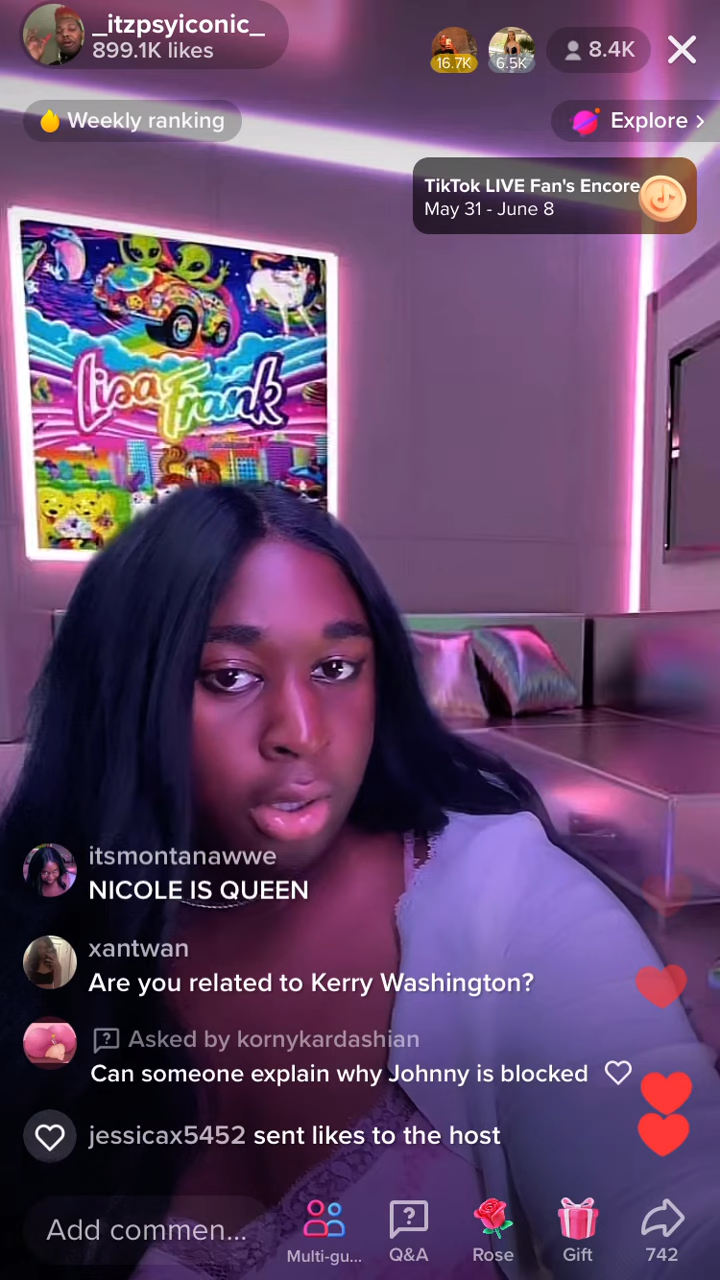 _itzpsyiconic_
899.1K likes
16.7K
6.5K
8.4K
Weekly ranking
Explore >
TikTok LIVE Fan's Encore
May 31 - June 8
Lisa Frank
itsmontanawwe
NICOLE IS QUEEN
xantwan
Are you related to Kerry Washington?
Asked by kornykardashian
Can someone explain why Johnny is blocked
jessicax5452 sent likes to the host
Add commen...
Multi-gu...
Q&A
Rose
Gift
742